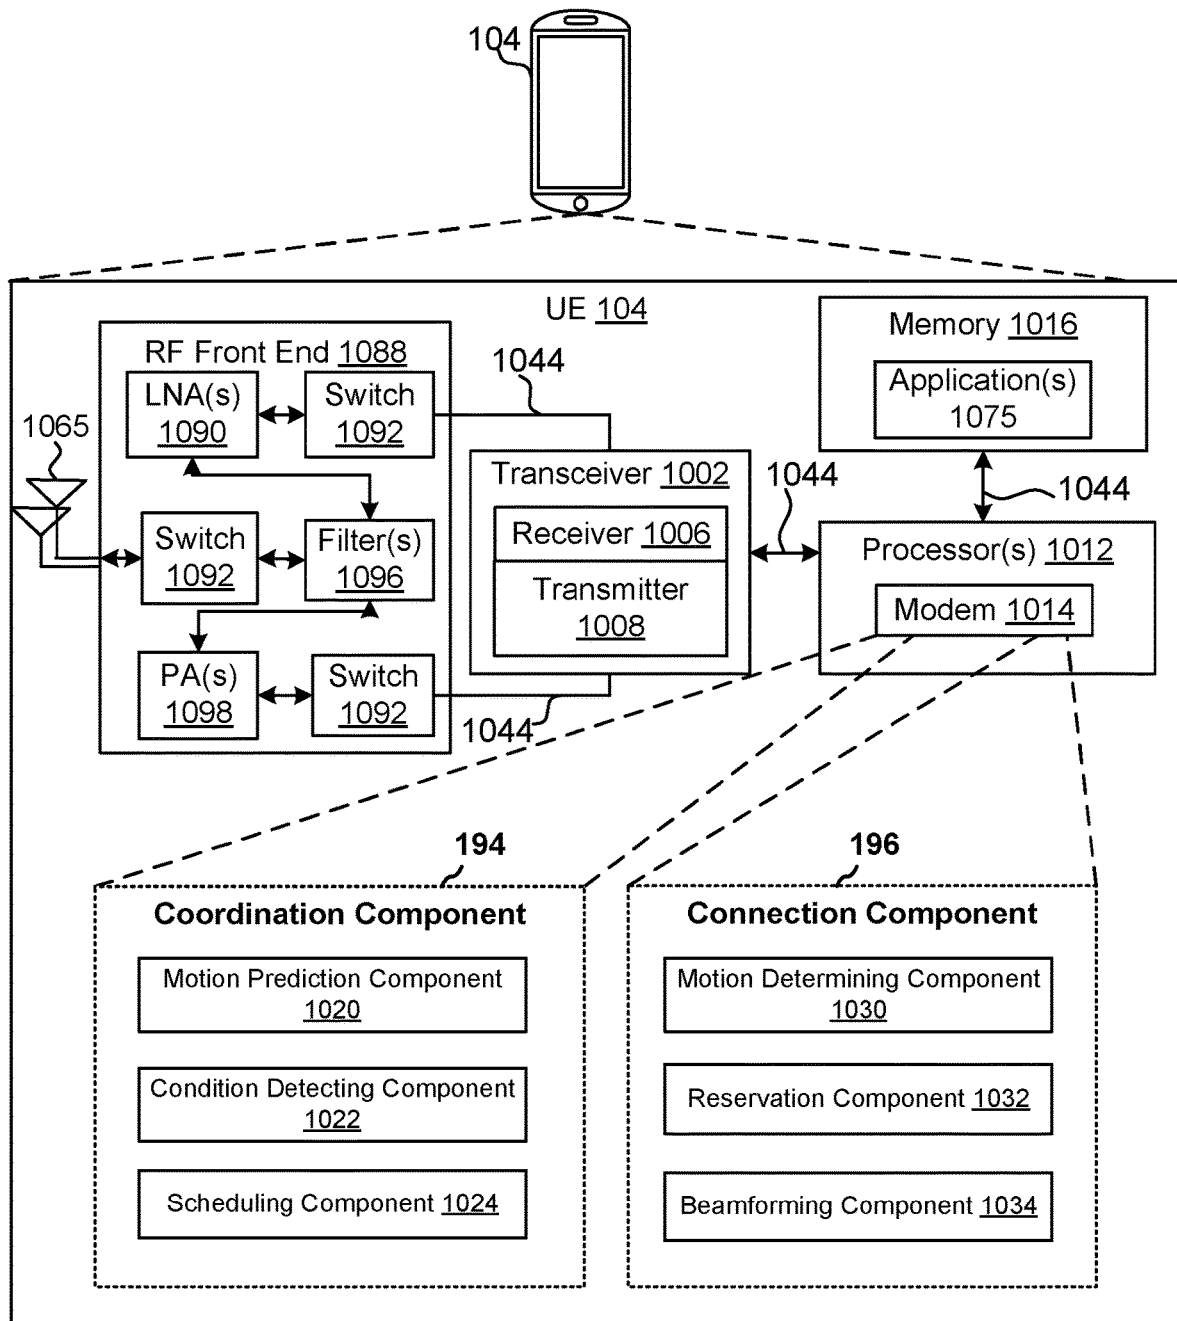 104
UE 104
RF Front End 1088
LNA(s)
1090
Switch
1092
1044
1065
Switch
1092
Filter(s)
1096
PA(s)
1098
Switch
1092
1044
Transceiver 1002
Receiver 1006
Transmitter
1008
1044
Memory 1016
Application(s)
1075
1044
Processor(s) 1012
Modem 1014
194
Coordination Component
Motion Prediction Component
1020
Condition Detecting Component
1022
Scheduling Component 1024
196
Connection Component
Motion Determining Component
1030
Reservation Component 1032
Beamforming Component 1034